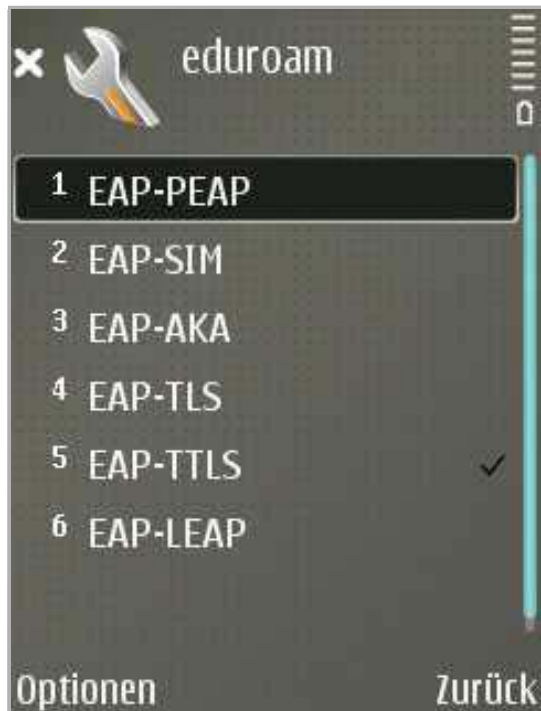 eduroam
1 EAP-PEAP
2 EAP-SIM
3 EAP-AKA
4 EAP-TLS
5 EAP-TTLS
6 EAP-LEAP
Optionen Zurück